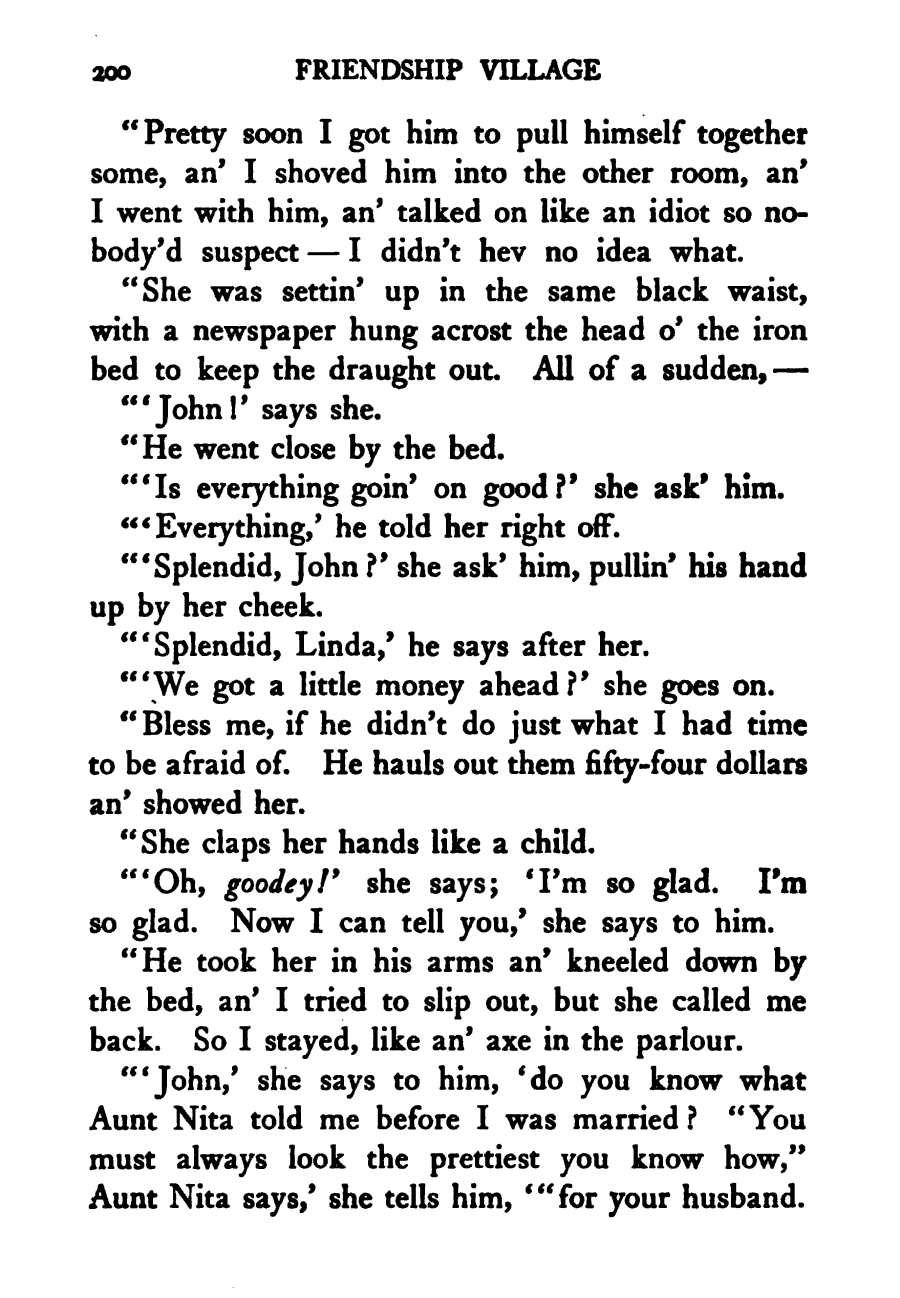 200 FRIENDSHIP VILLAGE
"Pretty soon I got him to pull himself together
some, an' I shoved him into the other room, an'
I went with him, an' talked on like an idiot so no-
body'd suspect — I didn't hev no idea what.
"She was settin' up in the same black waist,
with a newspaper hung acrost the head o' the iron
bed to keep the draught out. All of a sudden, —
"'John!' says she.
"He went close by the bed.
"'Is everything goin' on good?' she ask' him.
"'Everything,' he told her right off.
"'Splendid, John?' she ask' him, pullin' his hand
up by her cheek.
"'Splendid, Linda,' he says after her.
"'We got a little money ahead?' she goes on.
"Bless me, if he didn't do just what I had time
to be afraid of. He hauls out them fifty-four dollars
an' showed her.
"She claps her hands like a child.
"'Oh, goodey!' she says; 'I'm so glad. I'm
so glad. Now I can tell you,' she says to him.
"He took her in his arms an' kneeled down by
the bed, an' I tried to slip out, but she called me
back. So I stayed, like an' axe in the parlour.
"'John,' she says to him, 'do you know what
Aunt Nita told me before I was married? "You
must always look the prettiest you know how,"
Aunt Nita says,' she tells him, '"for your husband.